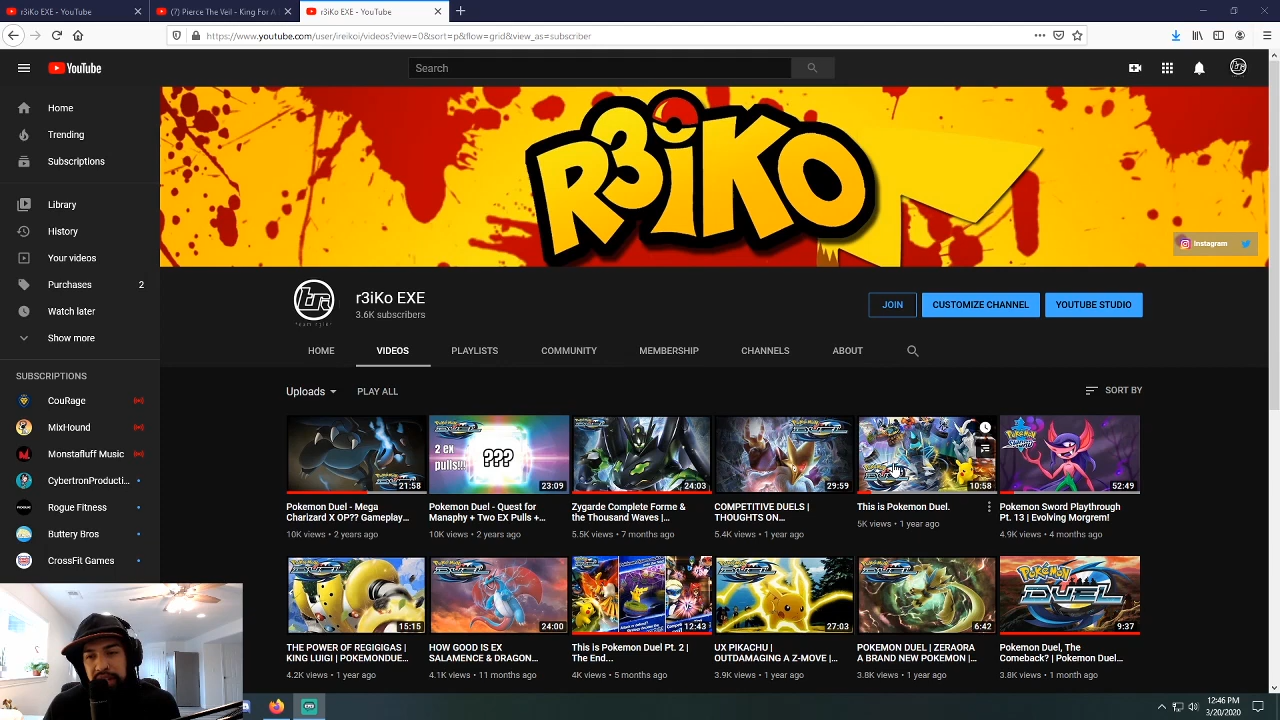 r3iKo EXE - YouTube
(7) Pierce The Veil - King For A
r3iKo EXE - YouTube
https://www.youtube.com/user/ireikoi/videos?view=0&sort=p&flow=grid&view_as=subscriber
YouTube
Search
Home
Trending
Subscriptions
Library
History
Your videos
Purchases 2
Watch later
Show more
SUBSCRIPTIONS
CouRage
MixHound
Monstafluff Music
CybertronProducti...
Rogue Fitness
Buttery Bros
CrossFit Games
R3iKO
Instagram
r3iKo EXE
3.6K subscribers
JOIN CUSTOMIZE CHANNEL YOUTUBE STUDIO
HOME VIDEOS PLAYLISTS COMMUNITY MEMBERSHIP CHANNELS ABOUT
Uploads PLAY ALL SORT BY
21:58
Pokemon Duel - Mega
Charizard X OP?? Gameplay...
10K views • 2 years ago
2 ex
pulls!!
???
23:09
Pokemon Duel - Quest for
Manaphy + Two EX Pulls +...
10K views • 2 years ago
24:03
Zygarde Complete Forme &
the Thousand Waves |...
5.5K views • 7 months ago
29:59
COMPETITIVE DUELS |
THOUGHTS ON...
5.4K views • 1 year ago
10:58
This is Pokemon Duel.
5K views • 1 year ago
52:49
Pokemon Sword Playthrough
Pt. 13 | Evolving Morgrem!
4.9K views • 4 months ago
15:15
THE POWER OF REGIGIGAS |
KING LUIGI | POKEMONDUE...
4.2K views • 1 year ago
24:00
HOW GOOD IS EX
SALAMENCE & DRAGON...
4.1K views • 11 months ago
12:43
This is Pokemon Duel Pt. 2 |
The End...
4K views • 5 months ago
27:03
UX PIKACHU |
OUTDAMAGING A Z-MOVE |...
3.9K views • 1 year ago
6:42
POKEMON DUEL | ZERAORA
A BRAND NEW POKEMON |...
3.8K views • 1 year ago
POKéMON
DUEL
9:37
Pokemon Duel, The
Comeback? | Pokemon Duel...
3.8K views • 1 month ago
12:46 PM
3/20/2020